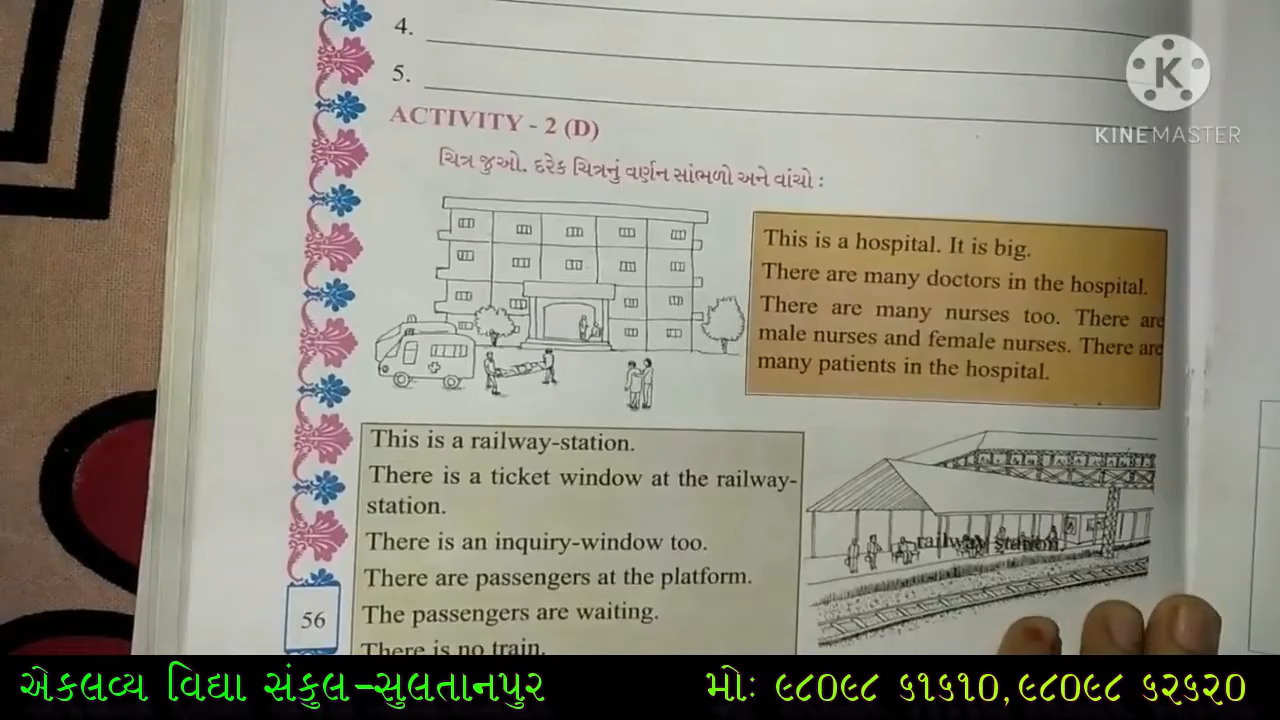 4.
5.
K
KINEMASTER
ACTIVITY - 2 (D)
ચિત્ર જુઓ. દરેક ચિત્રનું વર્ણન સાંભળો અને વાંચો :
This is a hospital. It is big.
There are many doctors in the hospital.
There are many nurses too. There are
male nurses and female nurses. There are
many patients in the hospital.
This is a railway-station.
There is a ticket window at the railway-
station.
There is an inquiry-window too.
There are passengers at the platform.
The passengers are waiting.
There is no train.
railway station.
56
એકલવ્ય વિદ્યા સંકુલ-સુલતાનપુર
મોઃ ૯૮૦૯૮ ૬૧૬૧૦,૯૮૦૯૮ ૬૨૬૨૦